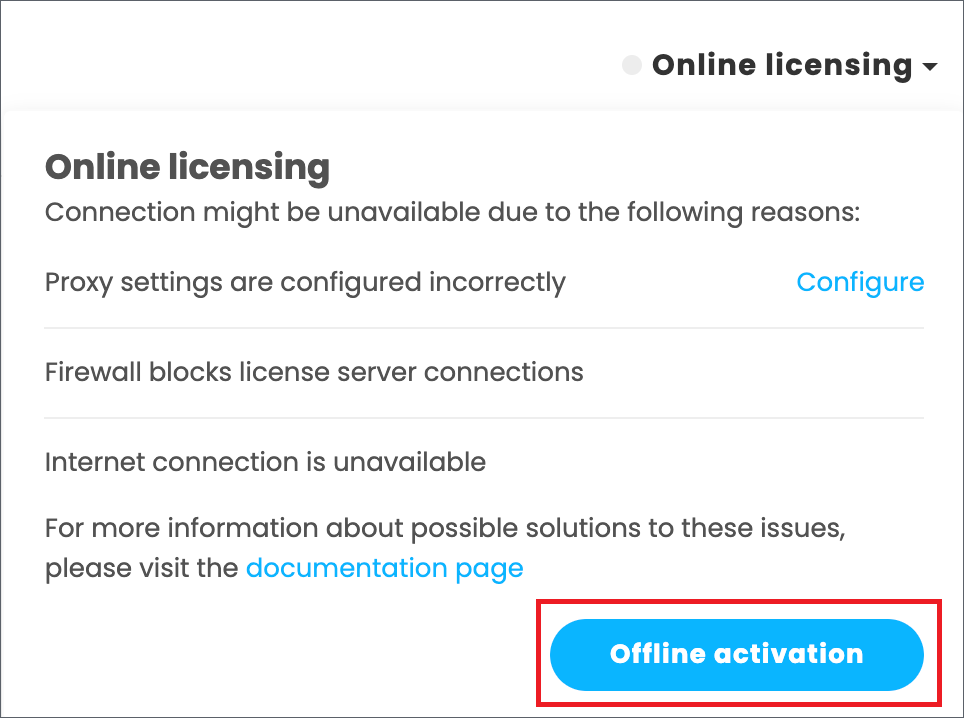 Online licensing
Online licensing
Connection might be unavailable due to the following reasons:
Proxy settings are configured incorrectly Configure
Firewall blocks license server connections
Internet connection is unavailable
For more information about possible solutions to these issues,
please visit the documentation page
Offline activation